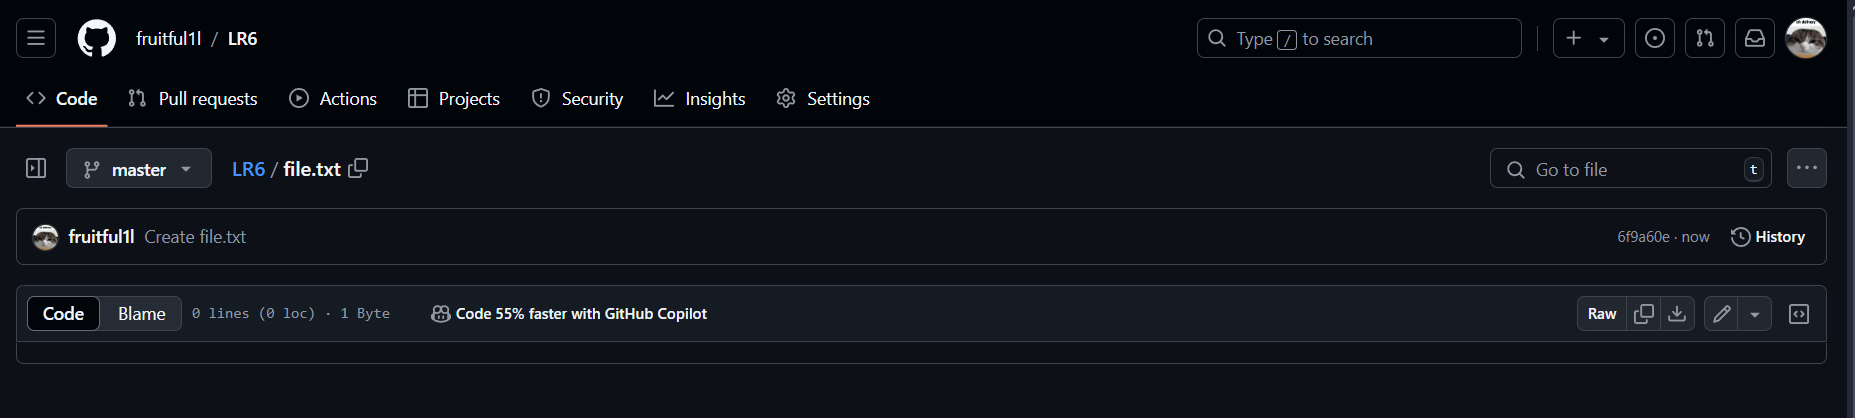 fruitful1l / LR6
Type / to search
Code Pull requests Actions Projects Security Insights Settings
master LR6 / file.txt
Go to file t
fruitful1l Create file.txt
6f9a60e · now History
Code Blame 0 lines (0 loc) · 1 Byte Code 55% faster with GitHub Copilot
Raw